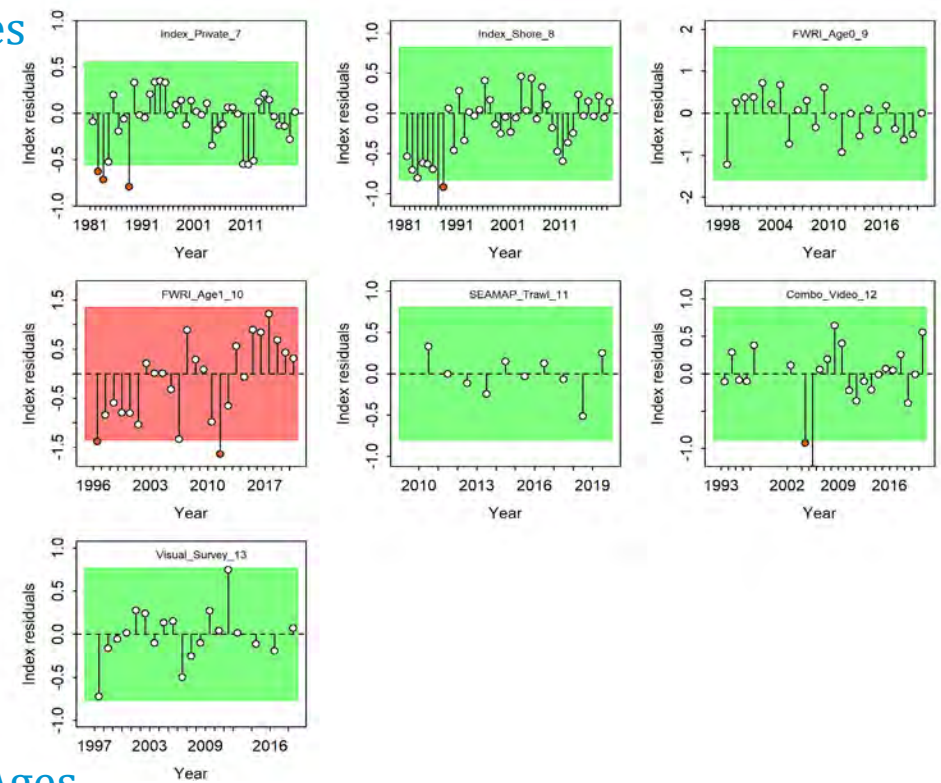 es
Index_Private_7
Index residuals
1.0
0.5
0.0
-0.5
-1.0
1981 1991 2001 2011
Year
Index_Shore_8
Index residuals
1.0
0.5
0.0
-0.5
-1.0
1981 1991 2001 2011
Year
FWRI_Age0_9
Index residuals
2
1
0
-1
-2
1998 2004 2010 2016
Year
FWRI_Age1_10
Index residuals
1.5
0.5
-0.5
-1.5
1996 2003 2010 2017
Year
SEAMAP_Trawl_11
Index residuals
1.0
0.5
0.0
-0.5
-1.0
2010 2013 2016 2019
Year
Combo_Video_12
Index residuals
1.0
0.5
0.0
-1.0
1993 2002 2009 2016
Year
Visual_Survey_13
Index residuals
1.0
0.5
0.0
-0.5
-1.0
1997 2003 2009 2016
Year
Ages